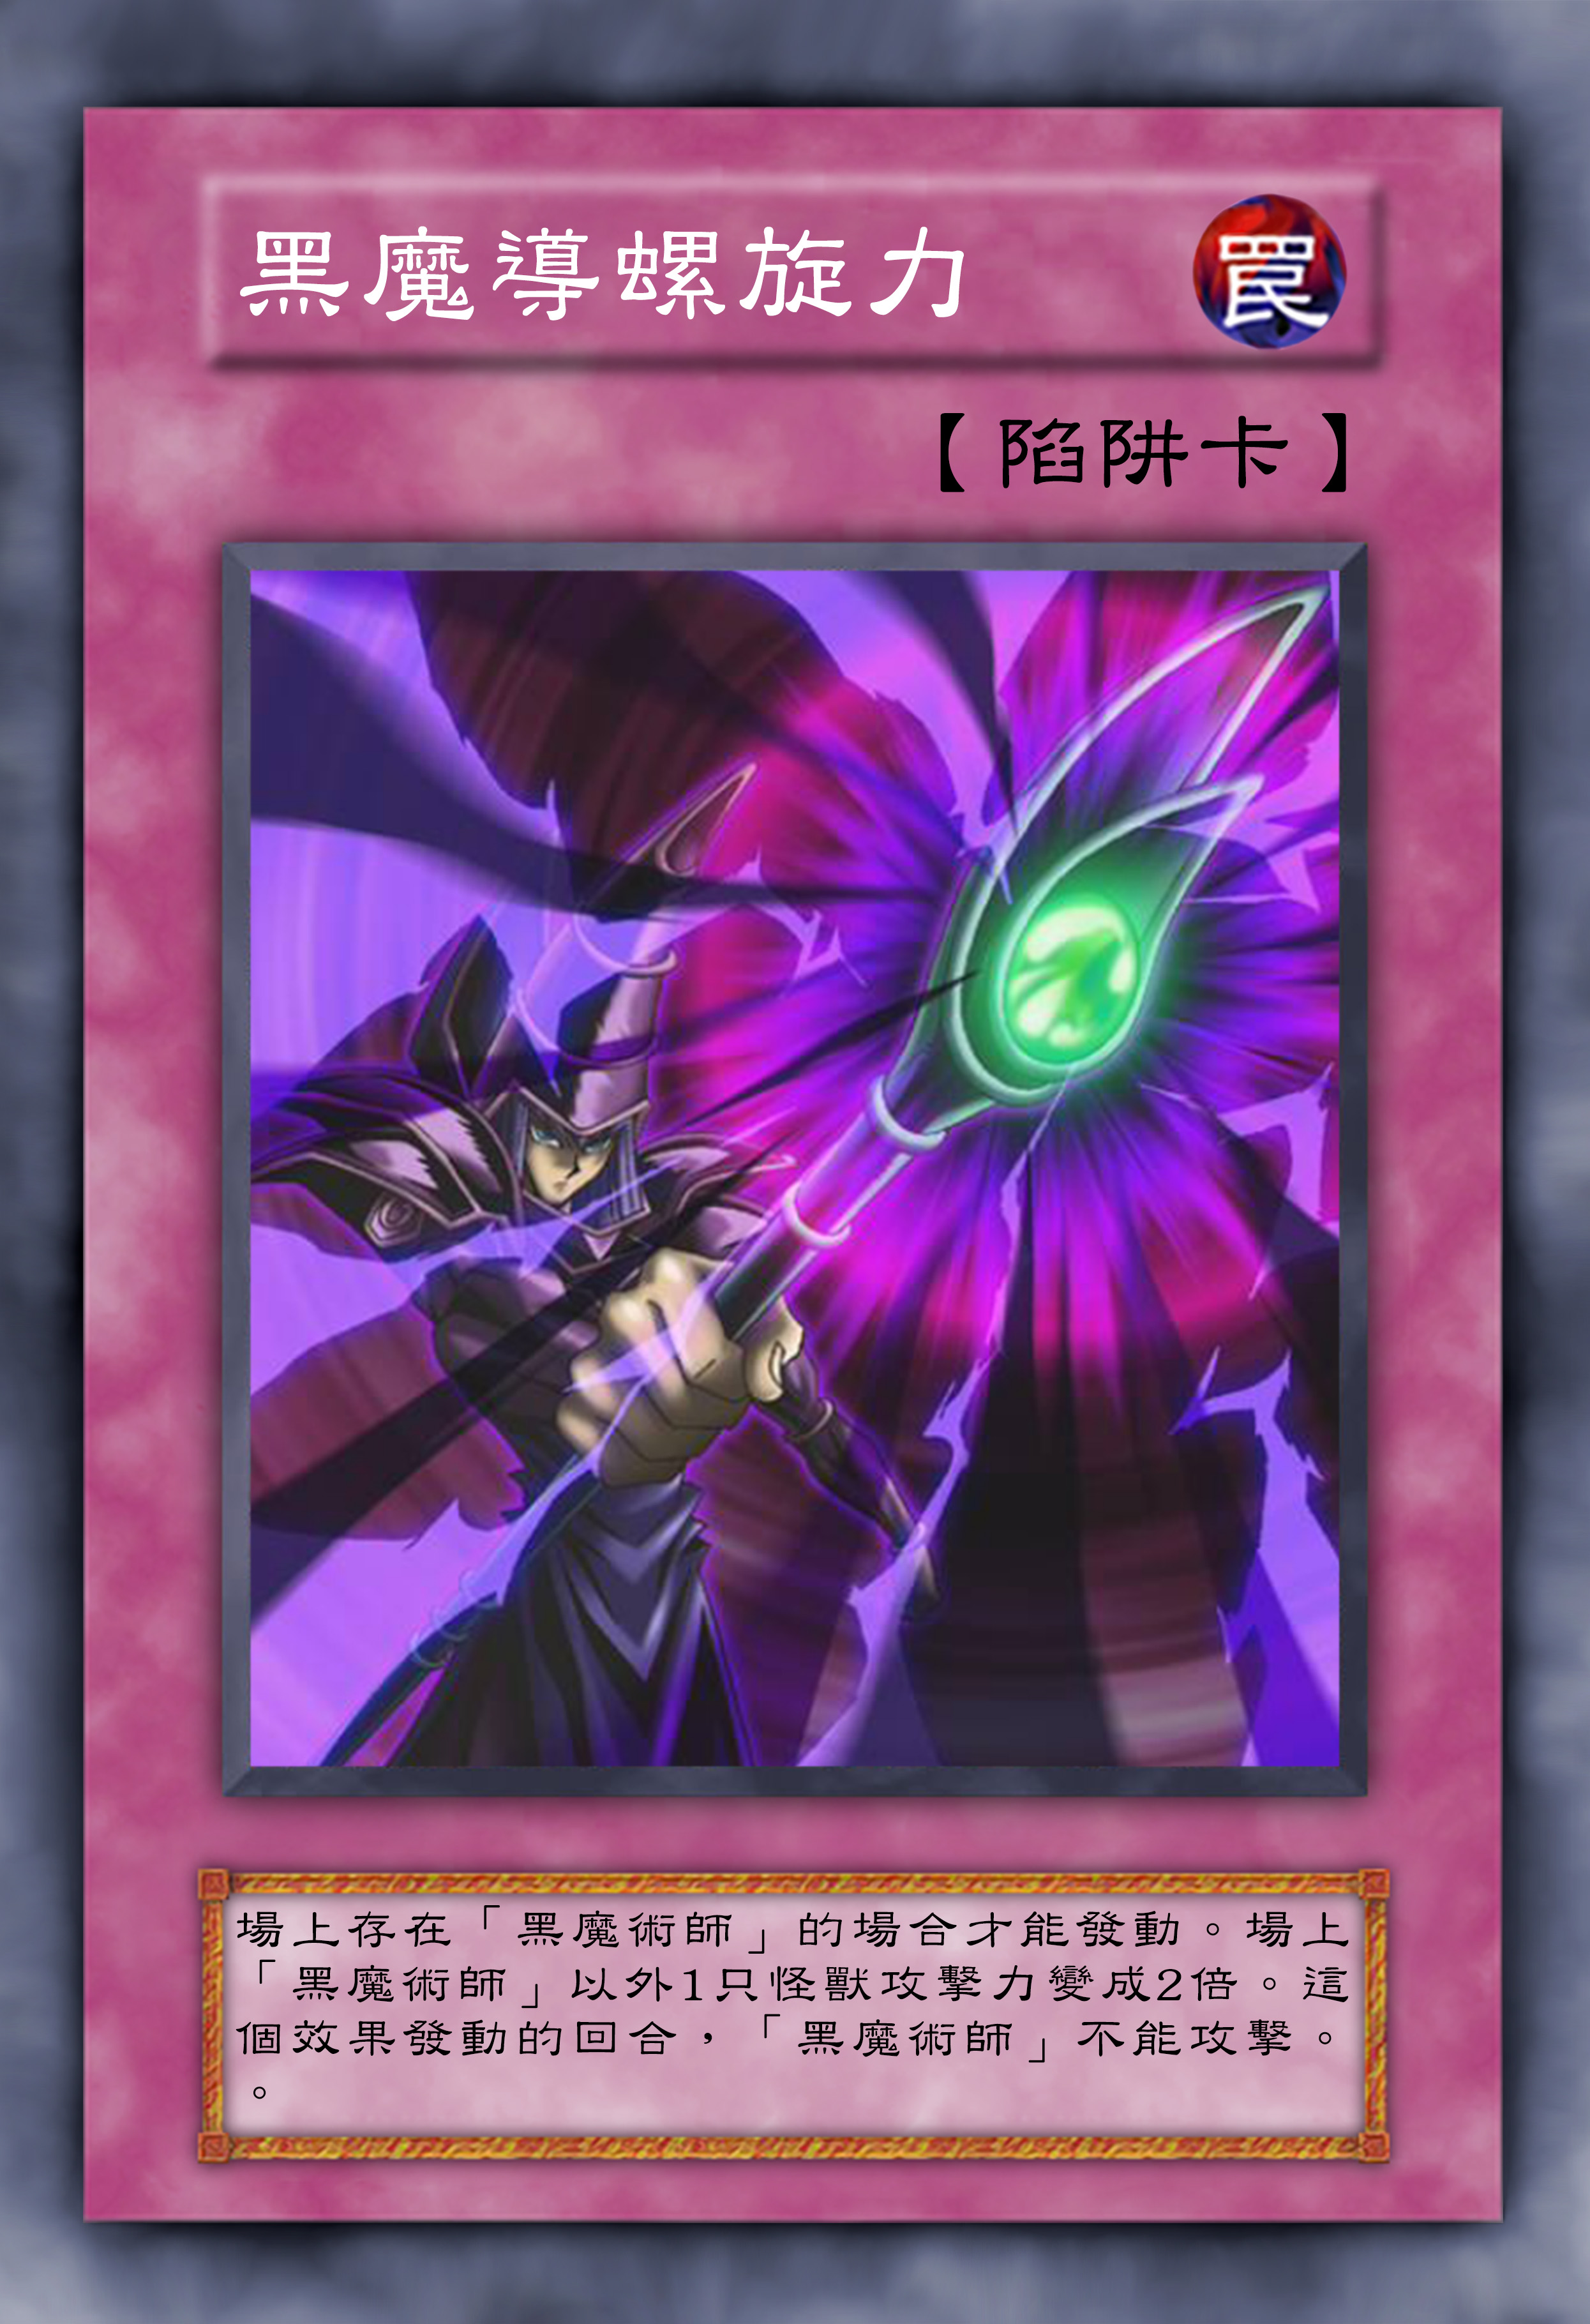 黑魔導螺旋力
罠
【陷阱卡】
場上存在「黑魔術師」的場合才能發動。場上
「黑魔術師」以外1只怪獸攻擊力變成2倍。這
個效果發動的回合，「黑魔術師」不能攻擊。
。